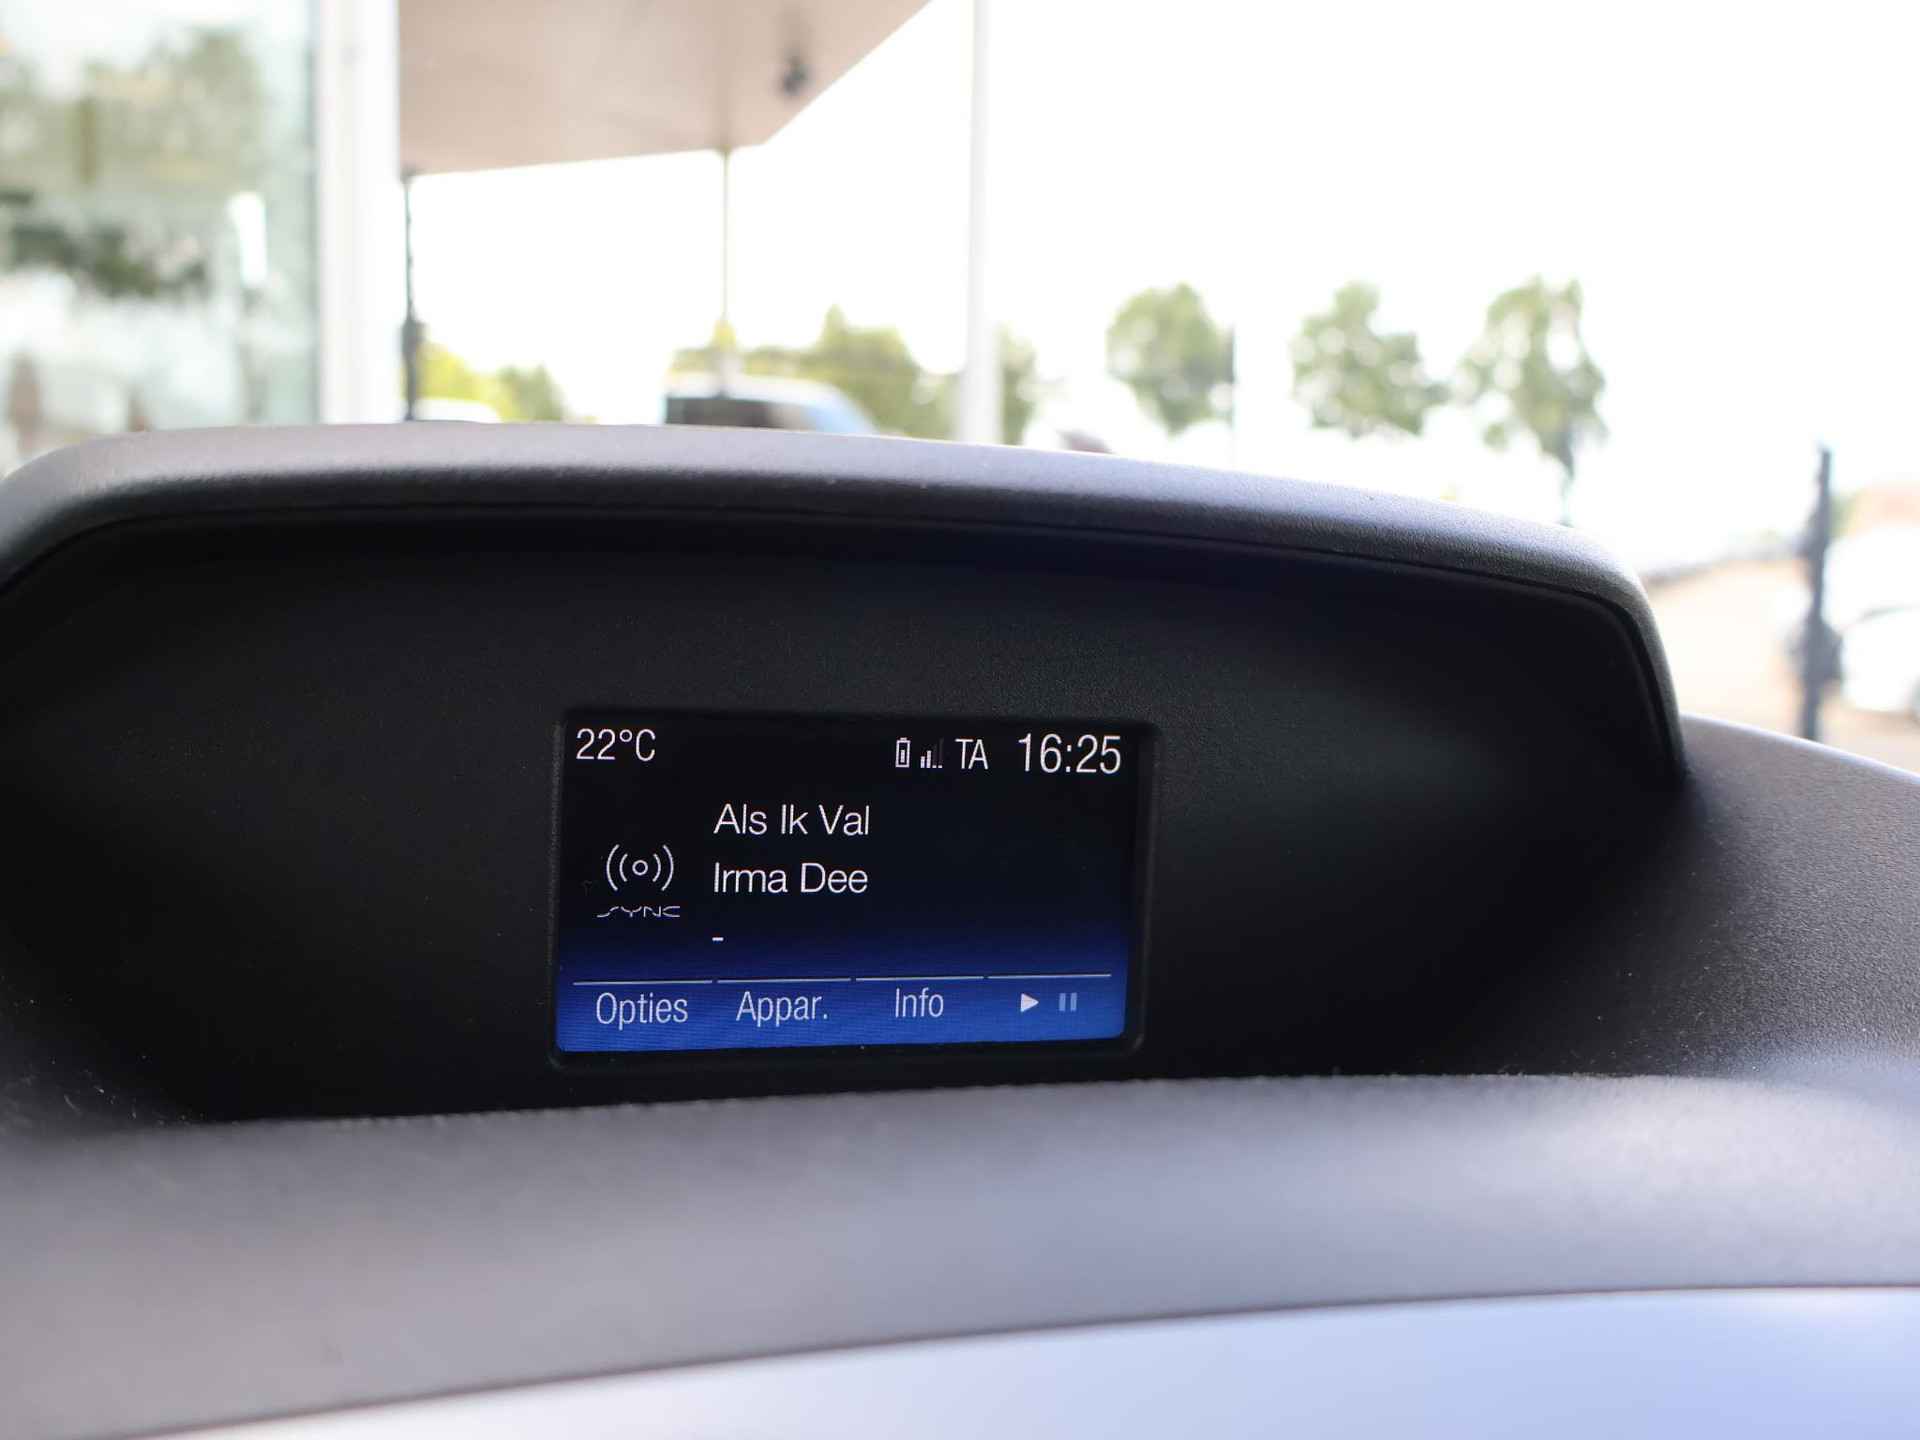 22°C TA 16:25
Als Ik Val
Irma Dee
SYNC
-
Opties Appar. Info